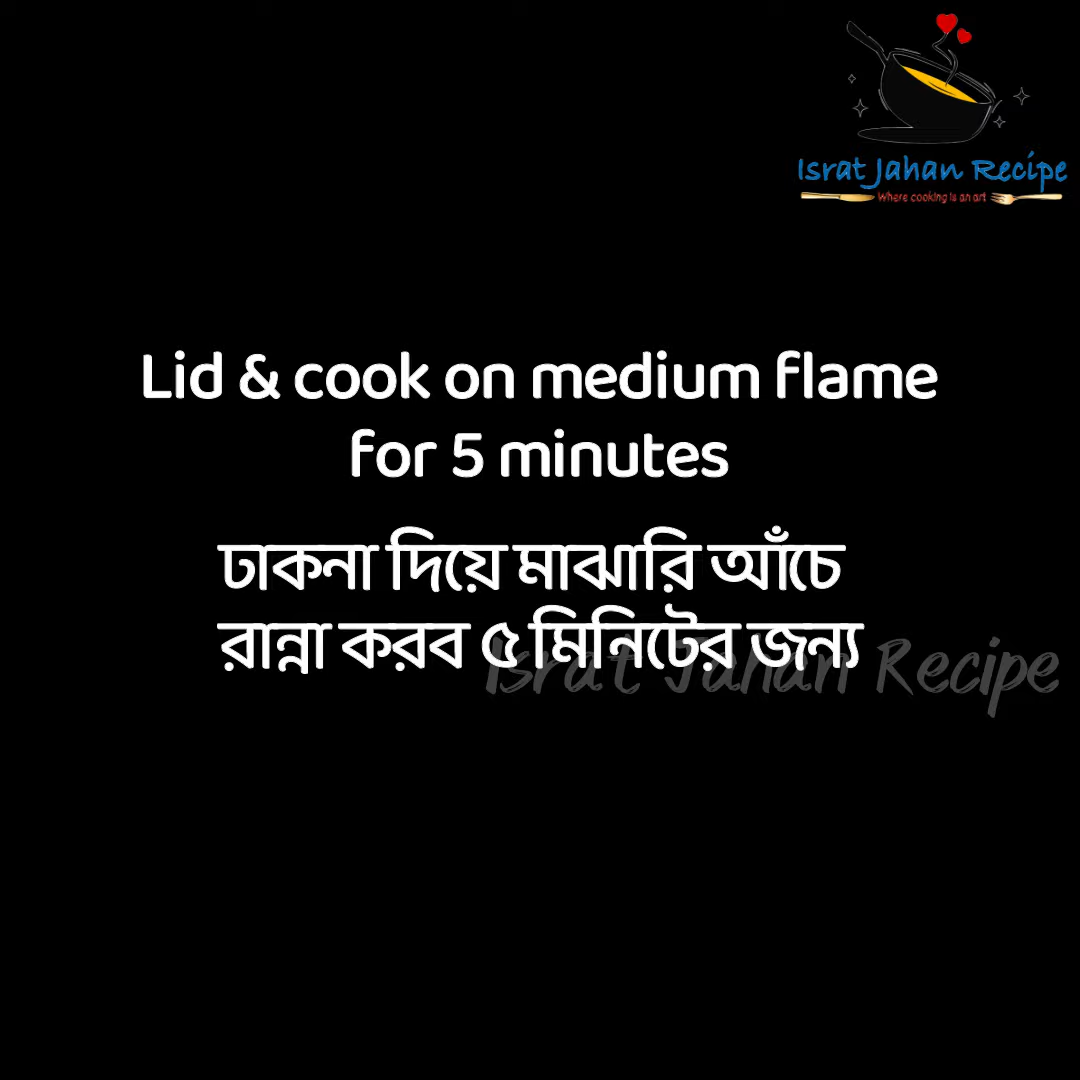 Israt Jahan Recipe
Where cooking is an art
Lid & cook on medium flame
for 5 minutes
ঢাকনা দিয়ে মাঝারি আঁচে
রান্না করব ৫ মিনিটের জন্য
Israt Jahan Recipe